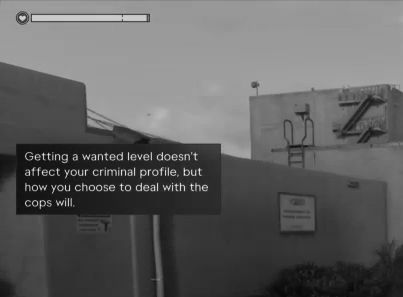 Getting a wanted level doesn't
affect your criminal profile, but
how you choose to deal with the
cops will.